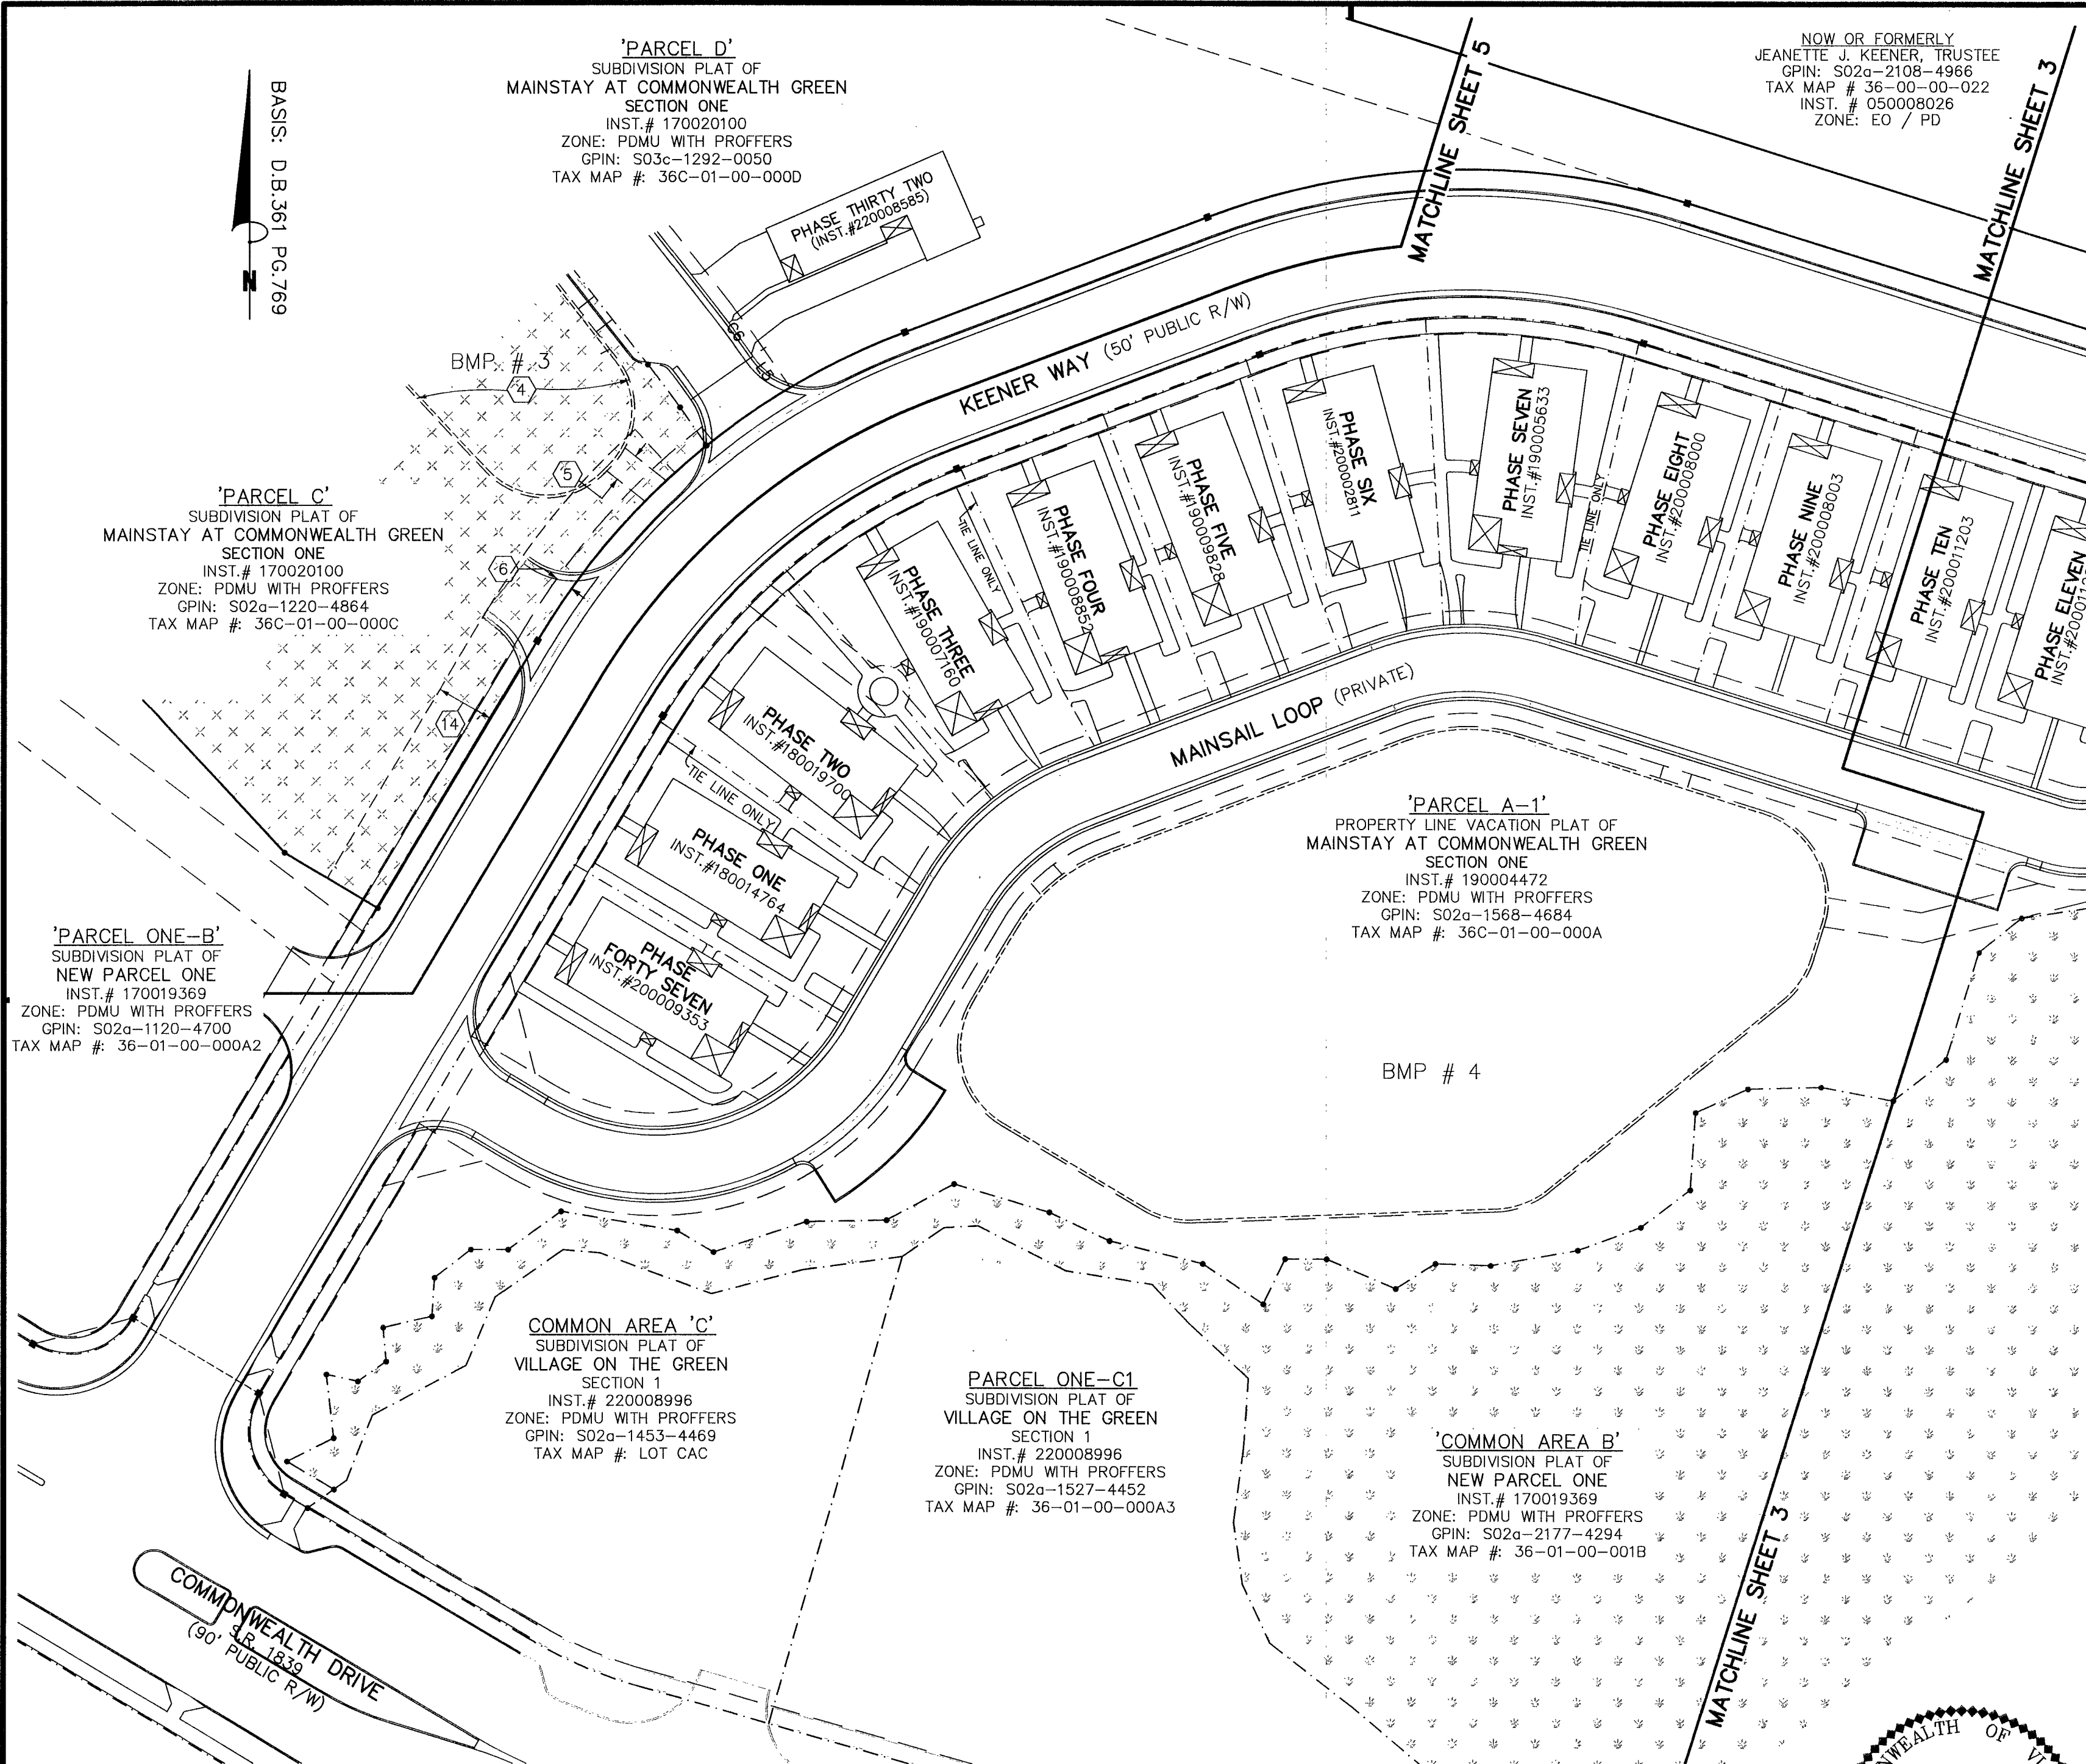 'PARCEL D'
SUBDIVISION PLAT OF
MAINSTAY AT COMMONWEALTH GREEN
SECTION ONE
INST.# 170020100
ZONE: PDMU WITH PROFFERS
GPIN: S03c-1292-0050
TAX MAP #: 36C-01-00-000D
NOW OR FORMERLY
JEANETTE J. KEENER, TRUSTEE
GPIN: S02a-2108-4966
TAX MAP # 36-00-00-022
INST. # 050008026
ZONE: EO / PD
MATCHLINE SHEET 5
MATCHLINE SHEET 3
BASIS: D.B.361 PG.769
N
PHASE THIRTY TWO
(INST.#220008585)
C6
L5
BMP # 3
4
5
6
14
KEENER WAY (50' PUBLIC R/W)
'PARCEL C'
SUBDIVISION PLAT OF
MAINSTAY AT COMMONWEALTH GREEN
SECTION ONE
INST.# 170020100
ZONE: PDMU WITH PROFFERS
GPIN: S02a-1220-4864
TAX MAP #: 36C-01-00-000C
PHASE THREE
INST.#190007160
TIE LINE ONLY
PHASE FOUR
INST.#190008852
PHASE FIVE
INST.#190009828
PHASE SIX
INST.#200002811
PHASE SEVEN
INST.#190005633
TIE LINE ONLY
PHASE EIGHT
INST.#200008000
PHASE NINE
INST.#200008003
PHASE TEN
INST.#200011203
PHASE ELEVEN
PHASE TWO
INST.#180019700
TIE LINE ONLY
PHASE ONE
INST.#180014764
PHASE
FORTY SEVEN
INST.#200009353
MAINSAIL LOOP (PRIVATE)
'PARCEL A-1'
PROPERTY LINE VACATION PLAT OF
MAINSTAY AT COMMONWEALTH GREEN
SECTION ONE
INST.# 190004472
ZONE: PDMU WITH PROFFERS
GPIN: S02a-1568-4684
TAX MAP #: 36C-01-00-000A
BMP # 4
'PARCEL ONE-B'
SUBDIVISION PLAT OF
NEW PARCEL ONE
INST.# 170019369
ZONE: PDMU WITH PROFFERS
GPIN: S02a-1120-4700
TAX MAP #: 36-01-00-000A2
COMMON AREA 'C'
SUBDIVISION PLAT OF
VILLAGE ON THE GREEN
SECTION 1
INST.# 220008996
ZONE: PDMU WITH PROFFERS
GPIN: S02a-1453-4469
TAX MAP #: LOT CAC
PARCEL ONE-C1
SUBDIVISION PLAT OF
VILLAGE ON THE GREEN
SECTION 1
INST.# 220008996
ZONE: PDMU WITH PROFFERS
GPIN: S02a-1527-4452
TAX MAP #: 36-01-00-000A3
'COMMON AREA B'
SUBDIVISION PLAT OF
NEW PARCEL ONE
INST.# 170019369
ZONE: PDMU WITH PROFFERS
GPIN: S02a-2177-4294
TAX MAP #: 36-01-00-001B
MATCHLINE SHEET 3
COMMONWEALTH DRIVE
S.R. 1839
(90' PUBLIC R/W)
OF